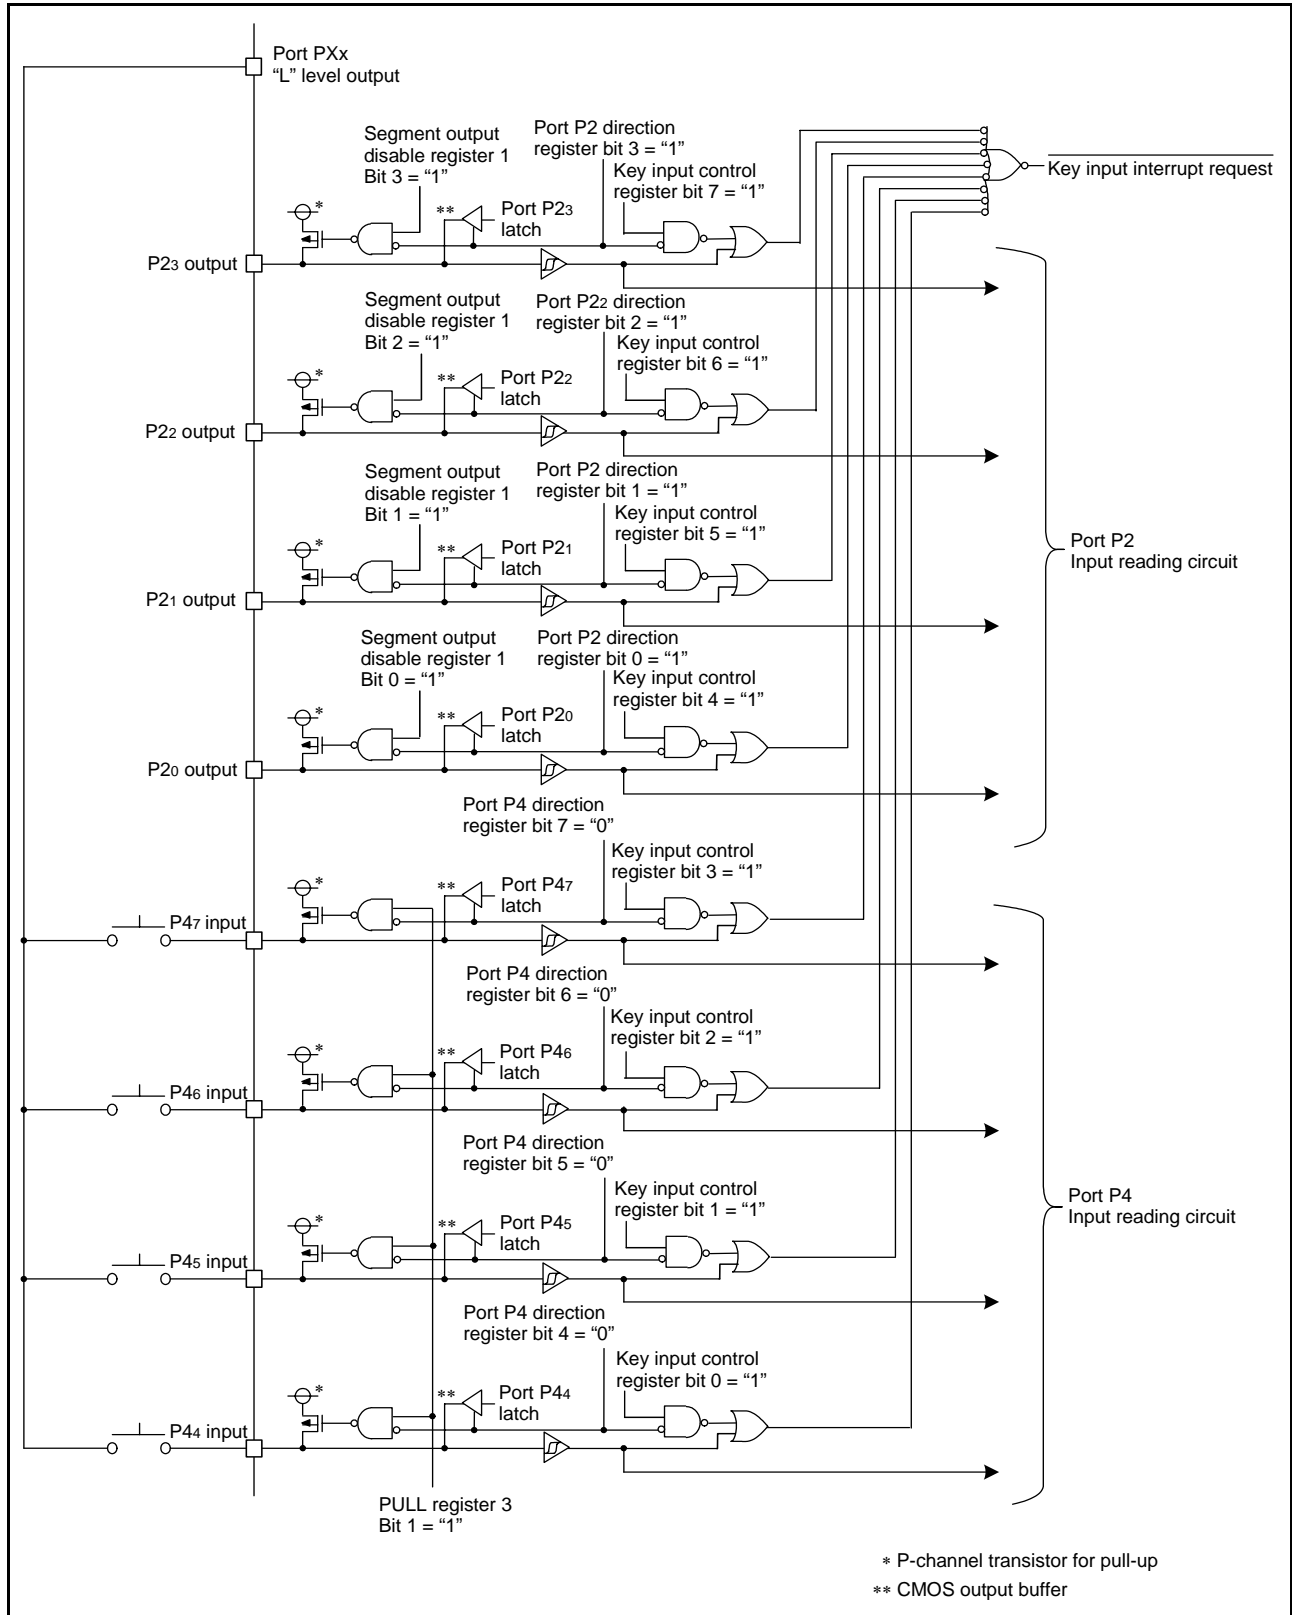 Port PXx
“L” level output
Segment output
disable register 1
Bit 3 = “1”
Port P2 direction
register bit 3 = “1”
Key input control
register bit 7 = “1”
Key input interrupt request
*
**
Port P23
latch
P23 output
Segment output
disable register 1
Bit 2 = “1”
Port P22 direction
register bit 2 = “1”
Key input control
register bit 6 = “1”
*
**
Port P22
latch
P22 output
Segment output
disable register 1
Bit 1 = “1”
Port P2 direction
register bit 1 = “1”
Key input control
register bit 5 = “1”
*
**
Port P21
latch
P21 output
Port P2
Input reading circuit
Segment output
disable register 1
Bit 0 = “1”
Port P2 direction
register bit 0 = “1”
Key input control
register bit 4 = “1”
*
**
Port P20
latch
P20 output
Port P4 direction
register bit 7 = “0”
Key input control
register bit 3 = “1”
*
**
Port P47
latch
P47 input
Port P4 direction
register bit 6 = “0”
Key input control
register bit 2 = “1”
*
**
Port P46
latch
P46 input
Port P4 direction
register bit 5 = “0”
Key input control
register bit 1 = “1”
*
**
Port P45
latch
P45 input
Port P4
Input reading circuit
Port P4 direction
register bit 4 = “0”
Key input control
register bit 0 = “1”
*
**
Port P44
latch
P44 input
PULL register 3
Bit 1 = “1”
* P-channel transistor for pull-up
** CMOS output buffer